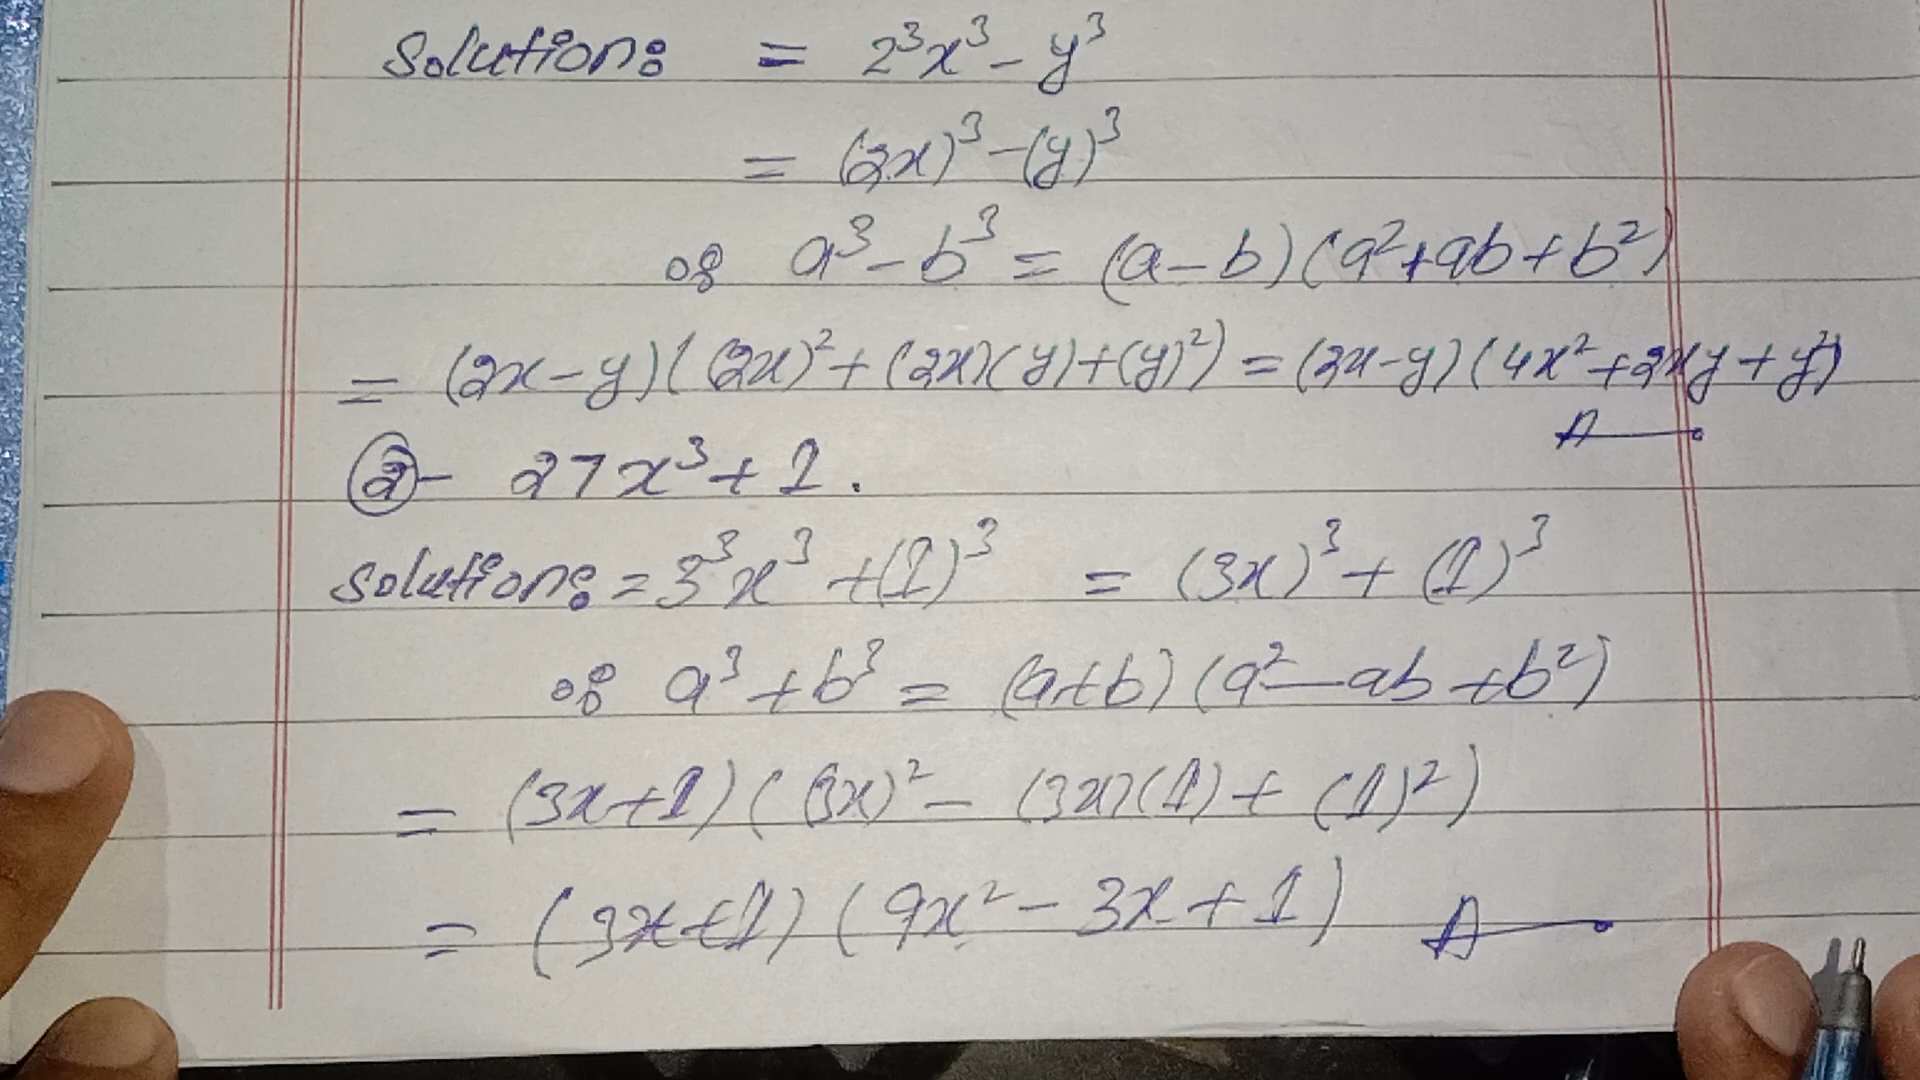 Solution: = 2³x³ - y³
= (2x)³ - (y)³
∴ a³ - b³ = (a - b)(a² + ab + b²)
= (2x - y)((2x)² + (2x)(y) + (y)²) = (2x - y)(4x² + 2xy + y²)
A
② - 27x³ + 1.
Solution: = 3³x³ + (1)³ = (3x)³ + (1)³
∴ a³ + b³ = (a + b)(a² - ab + b²)
= (3x + 1)((3x)² - (3x)(1) + (1)²)
= (3x + 1)(9x² - 3x + 1) A